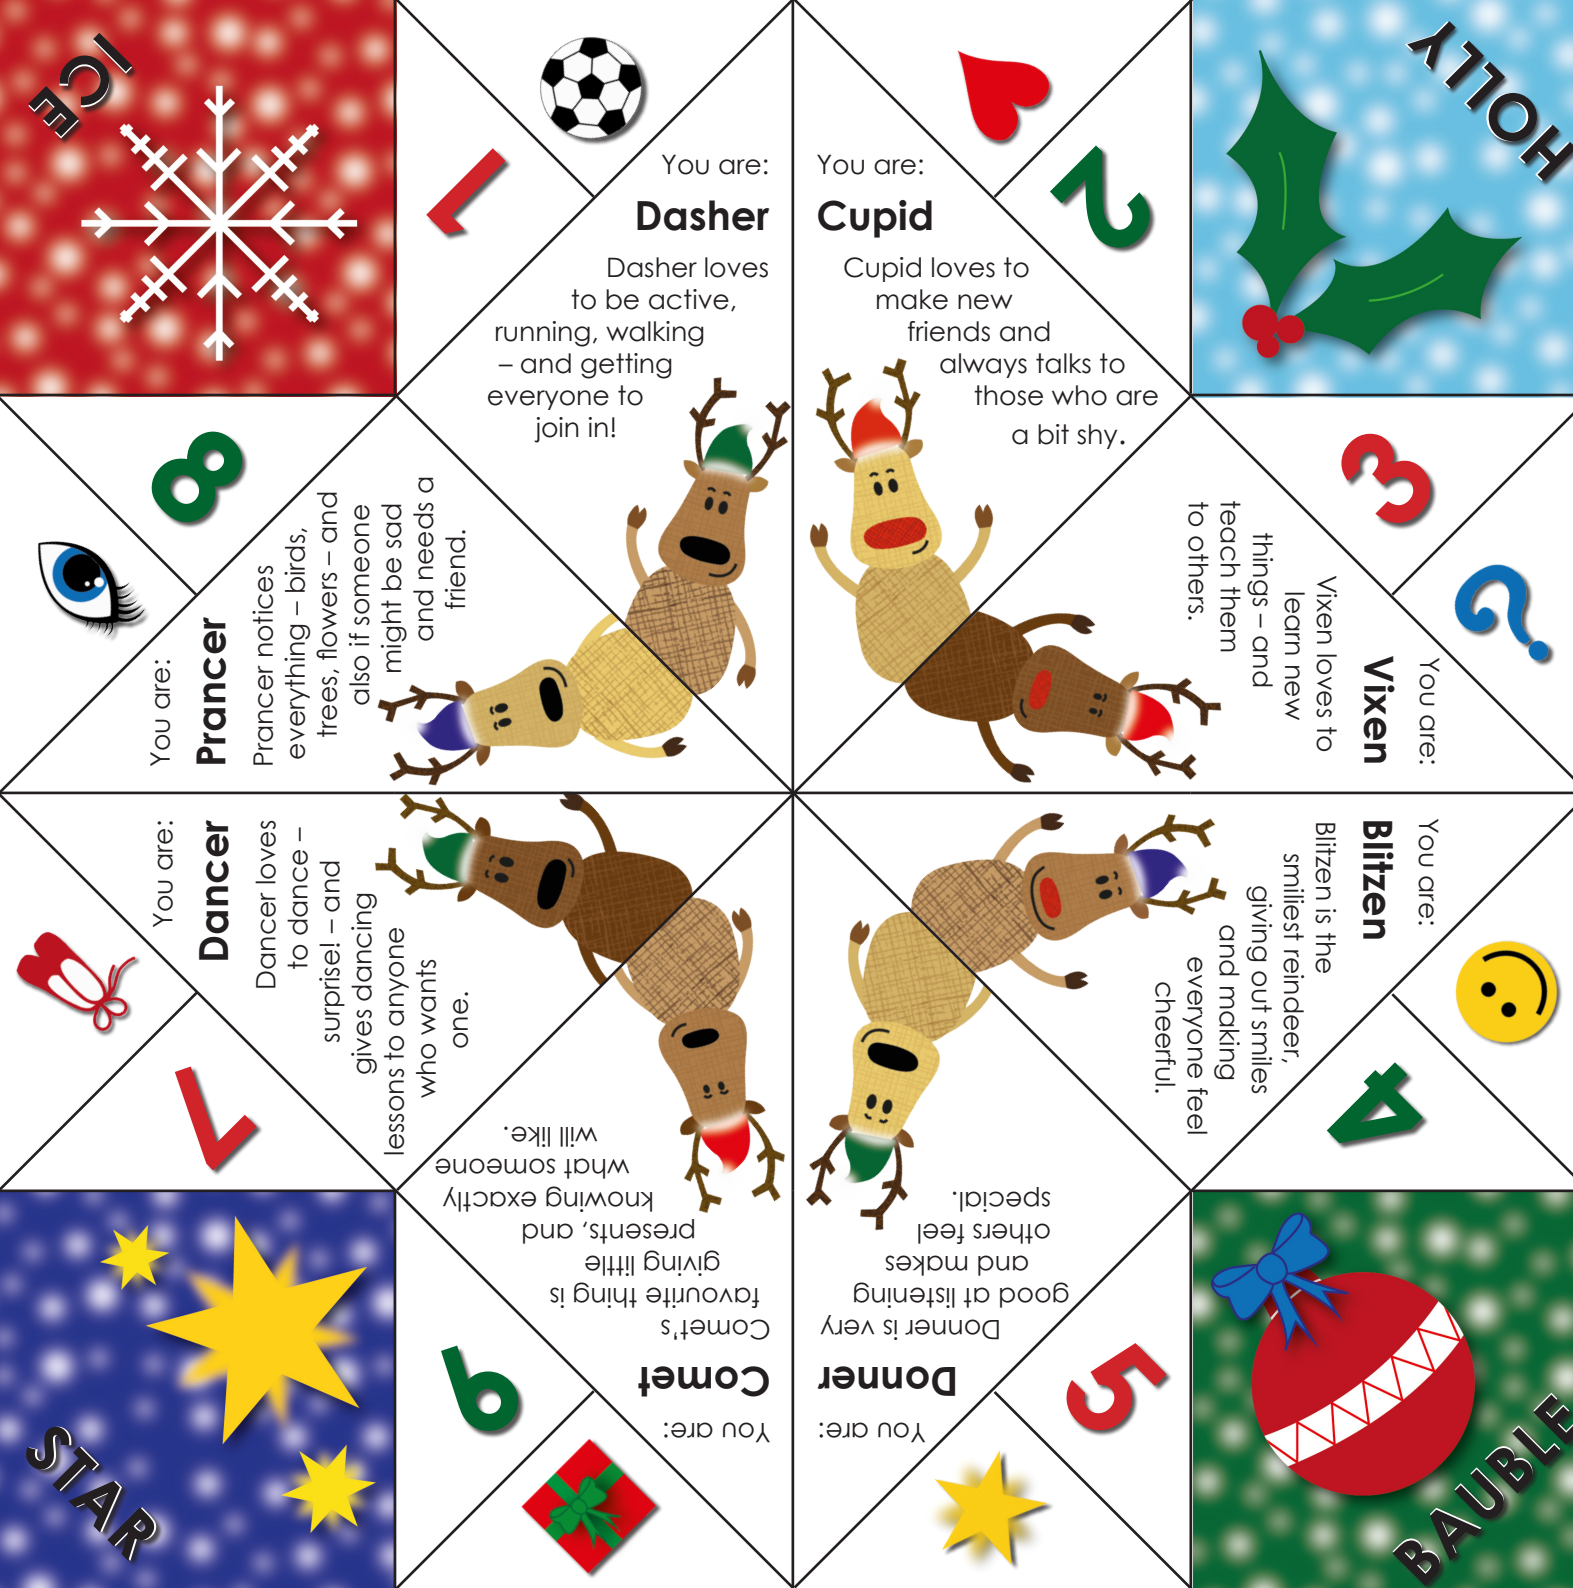 ICE
HOLLY
1
2
You are:
Dasher
Dasher loves
to be active,
running, walking
– and getting
everyone to
join in!
You are:
Cupid
Cupid loves to
make new
friends and
always talks to
those who are
a bit shy.
3
?
You are:
Vixen
Vixen loves to
learn new
things – and
teach them
to others.
You are:
Blitzen
Blitzen is the
smiliest reindeer,
giving out smiles
and making
everyone feel
cheerful.
4
5
You are:
Donner
Donner is very
good at listening
and makes
others feel
special.
You are:
Comet
Comet's
favourite thing is
giving little
presents, and
knowing exactly
what someone
will like.
6
7
You are:
Dancer
Dancer loves
to dance –
surprise! – and
gives dancing
lessons to anyone
who wants
one.
You are:
Prancer
Prancer notices
everything – birds,
trees, flowers – and
also if someone
might be sad
and needs a
friend.
8
STAR
BAUBLE